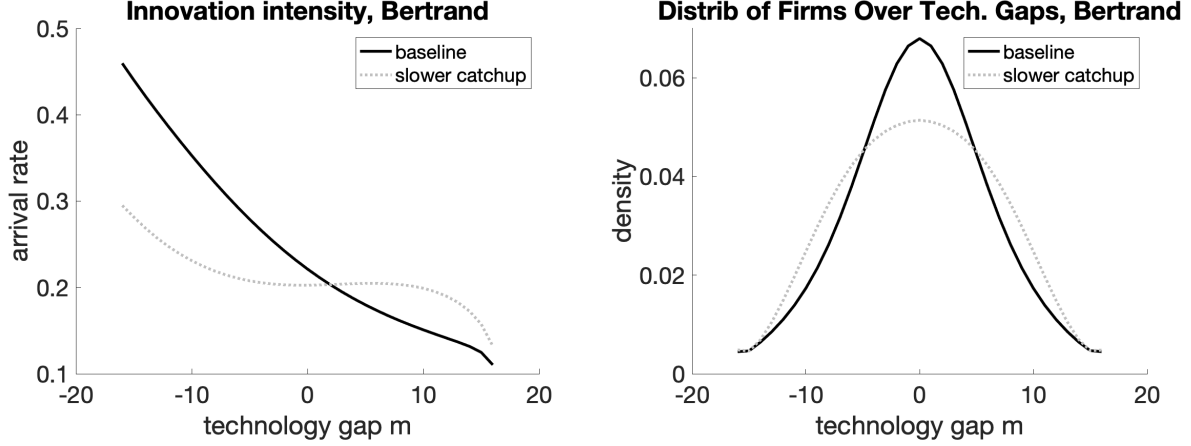 Innovation intensity, Bertrand
0.5
0.4
0.3
0.2
0.1
-20
-10
0
10
20
arrival rate
technology gap m
baseline
slower catchup
Distrib of Firms Over Tech. Gaps, Bertrand
0.06
0.04
0.02
0
-20
-10
0
10
20
density
technology gap m
baseline
slower catchup